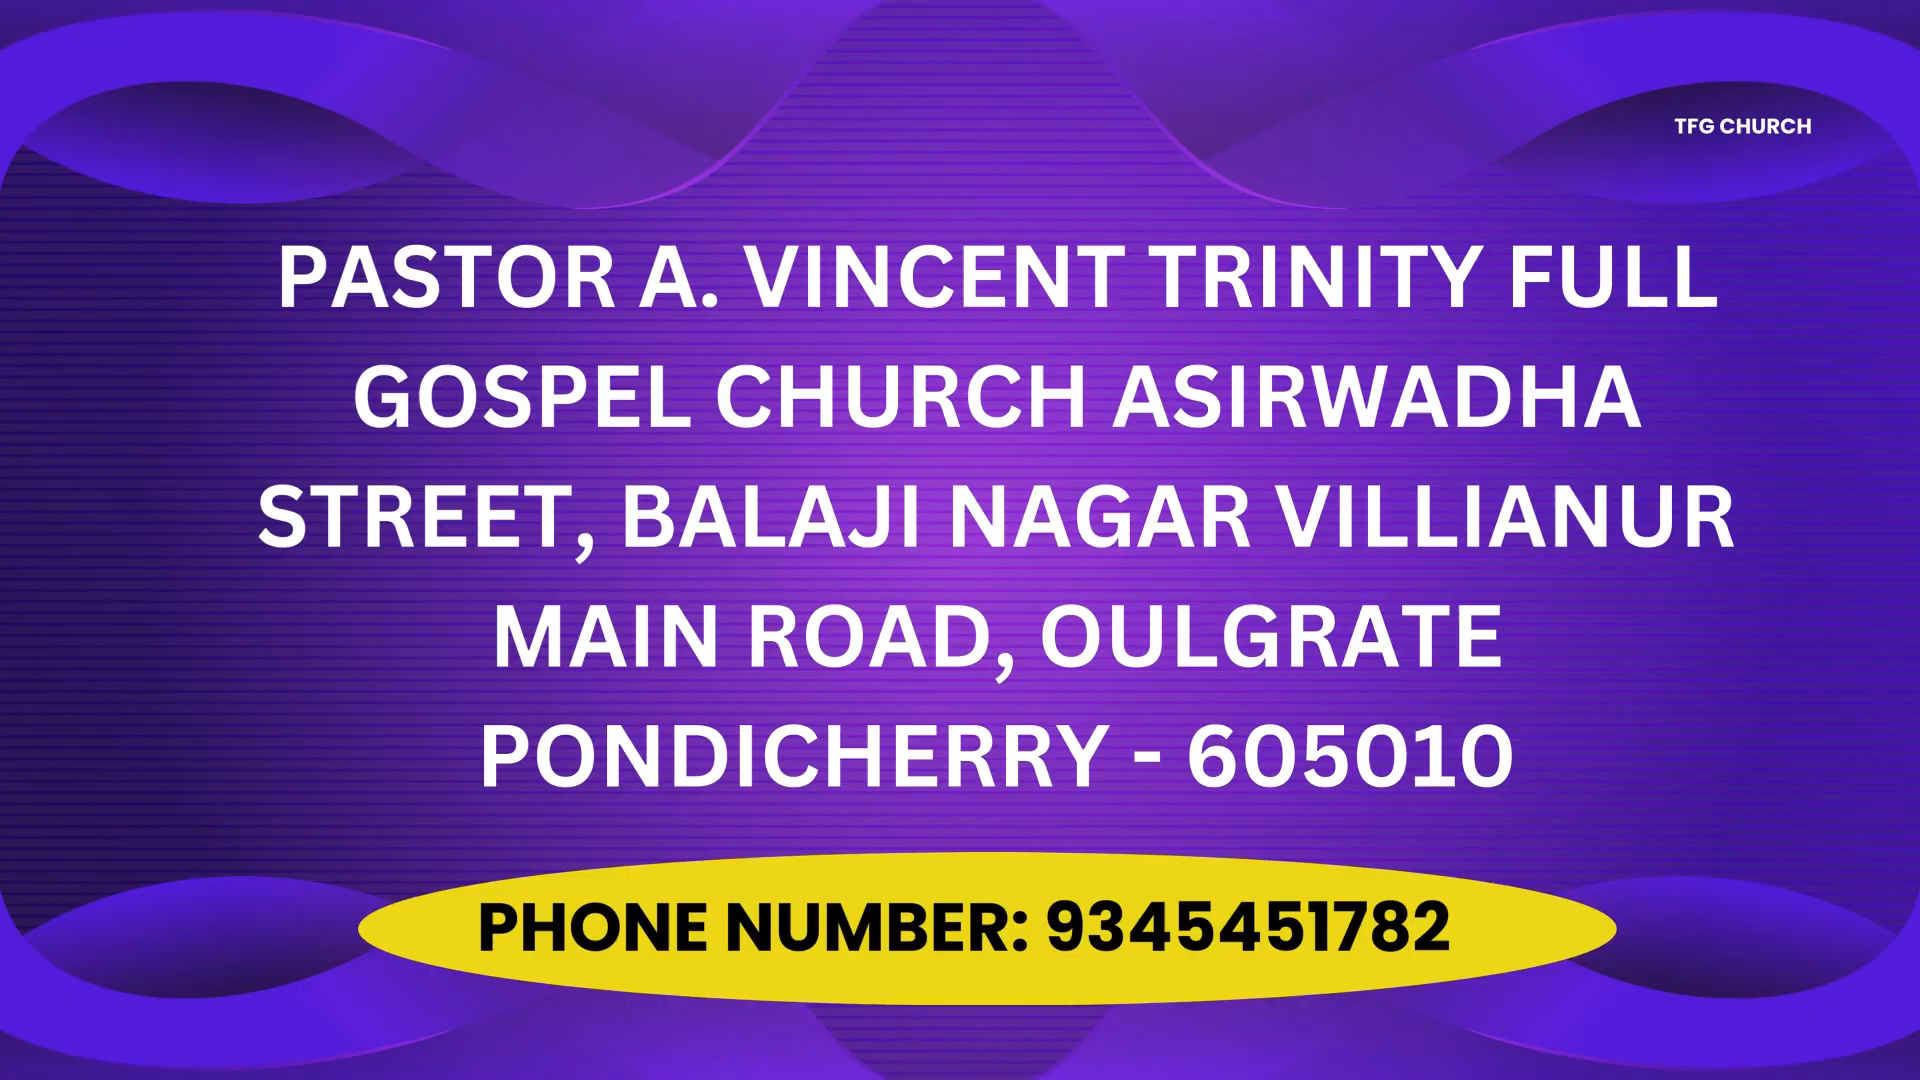 TFG CHURCH
PASTOR A. VINCENT TRINITY FULL
GOSPEL CHURCH ASIRWADHA
STREET, BALAJI NAGAR VILLIANUR
MAIN ROAD, OULGRATE
PONDICHERRY - 605010
PHONE NUMBER: 9345451782